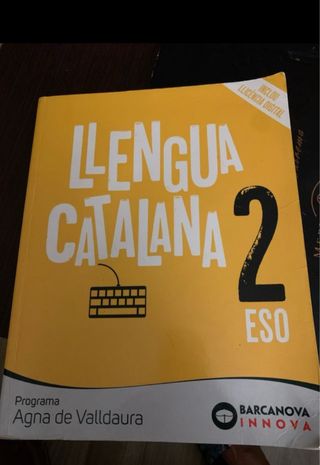 INCLOU
LLICÈNCIA DIGITAL
LLENGUA
CATALANA
2
ESO
Programa
Agna de Valldaura
BARCANOVA
INNOVA